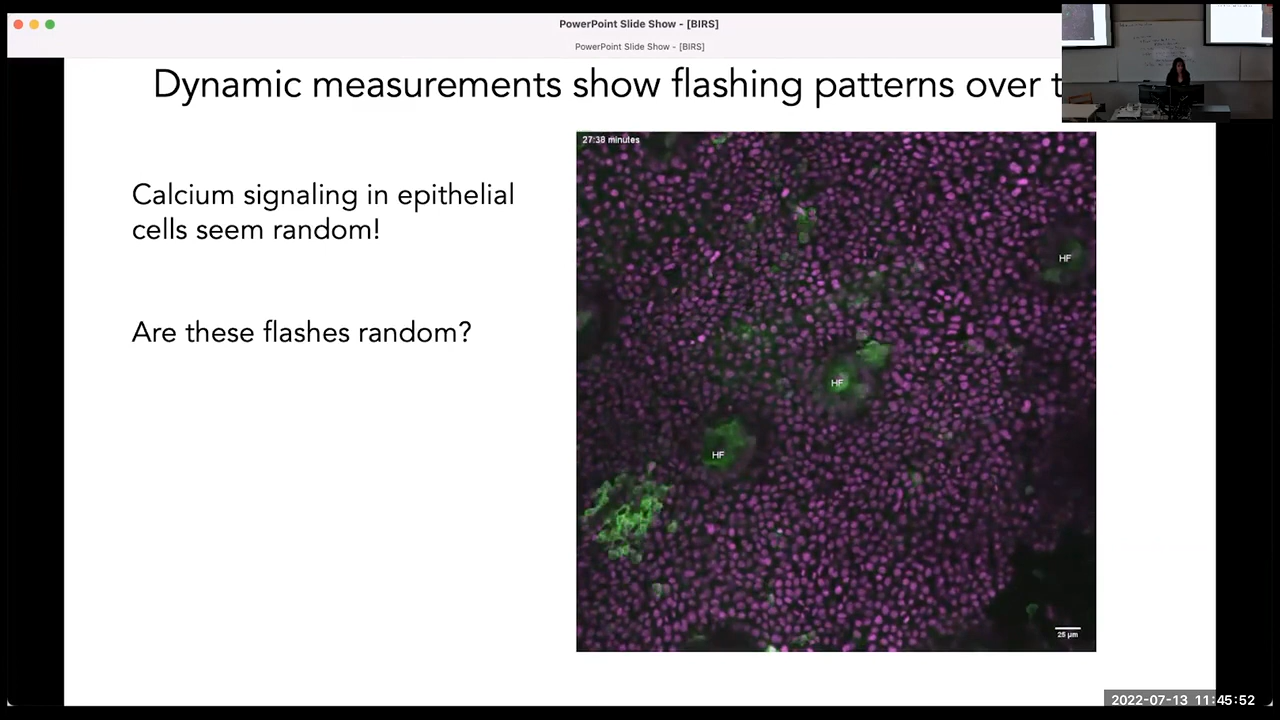 PowerPoint Slide Show - [BIRS]
PowerPoint Slide Show - [BIRS]
Dynamic measurements show flashing patterns over
27:38 minutes
Calcium signaling in epithelial
cells seem random!
HF
Are these flashes random?
HF
HF
25 µm
2022-07-13 11:45:52